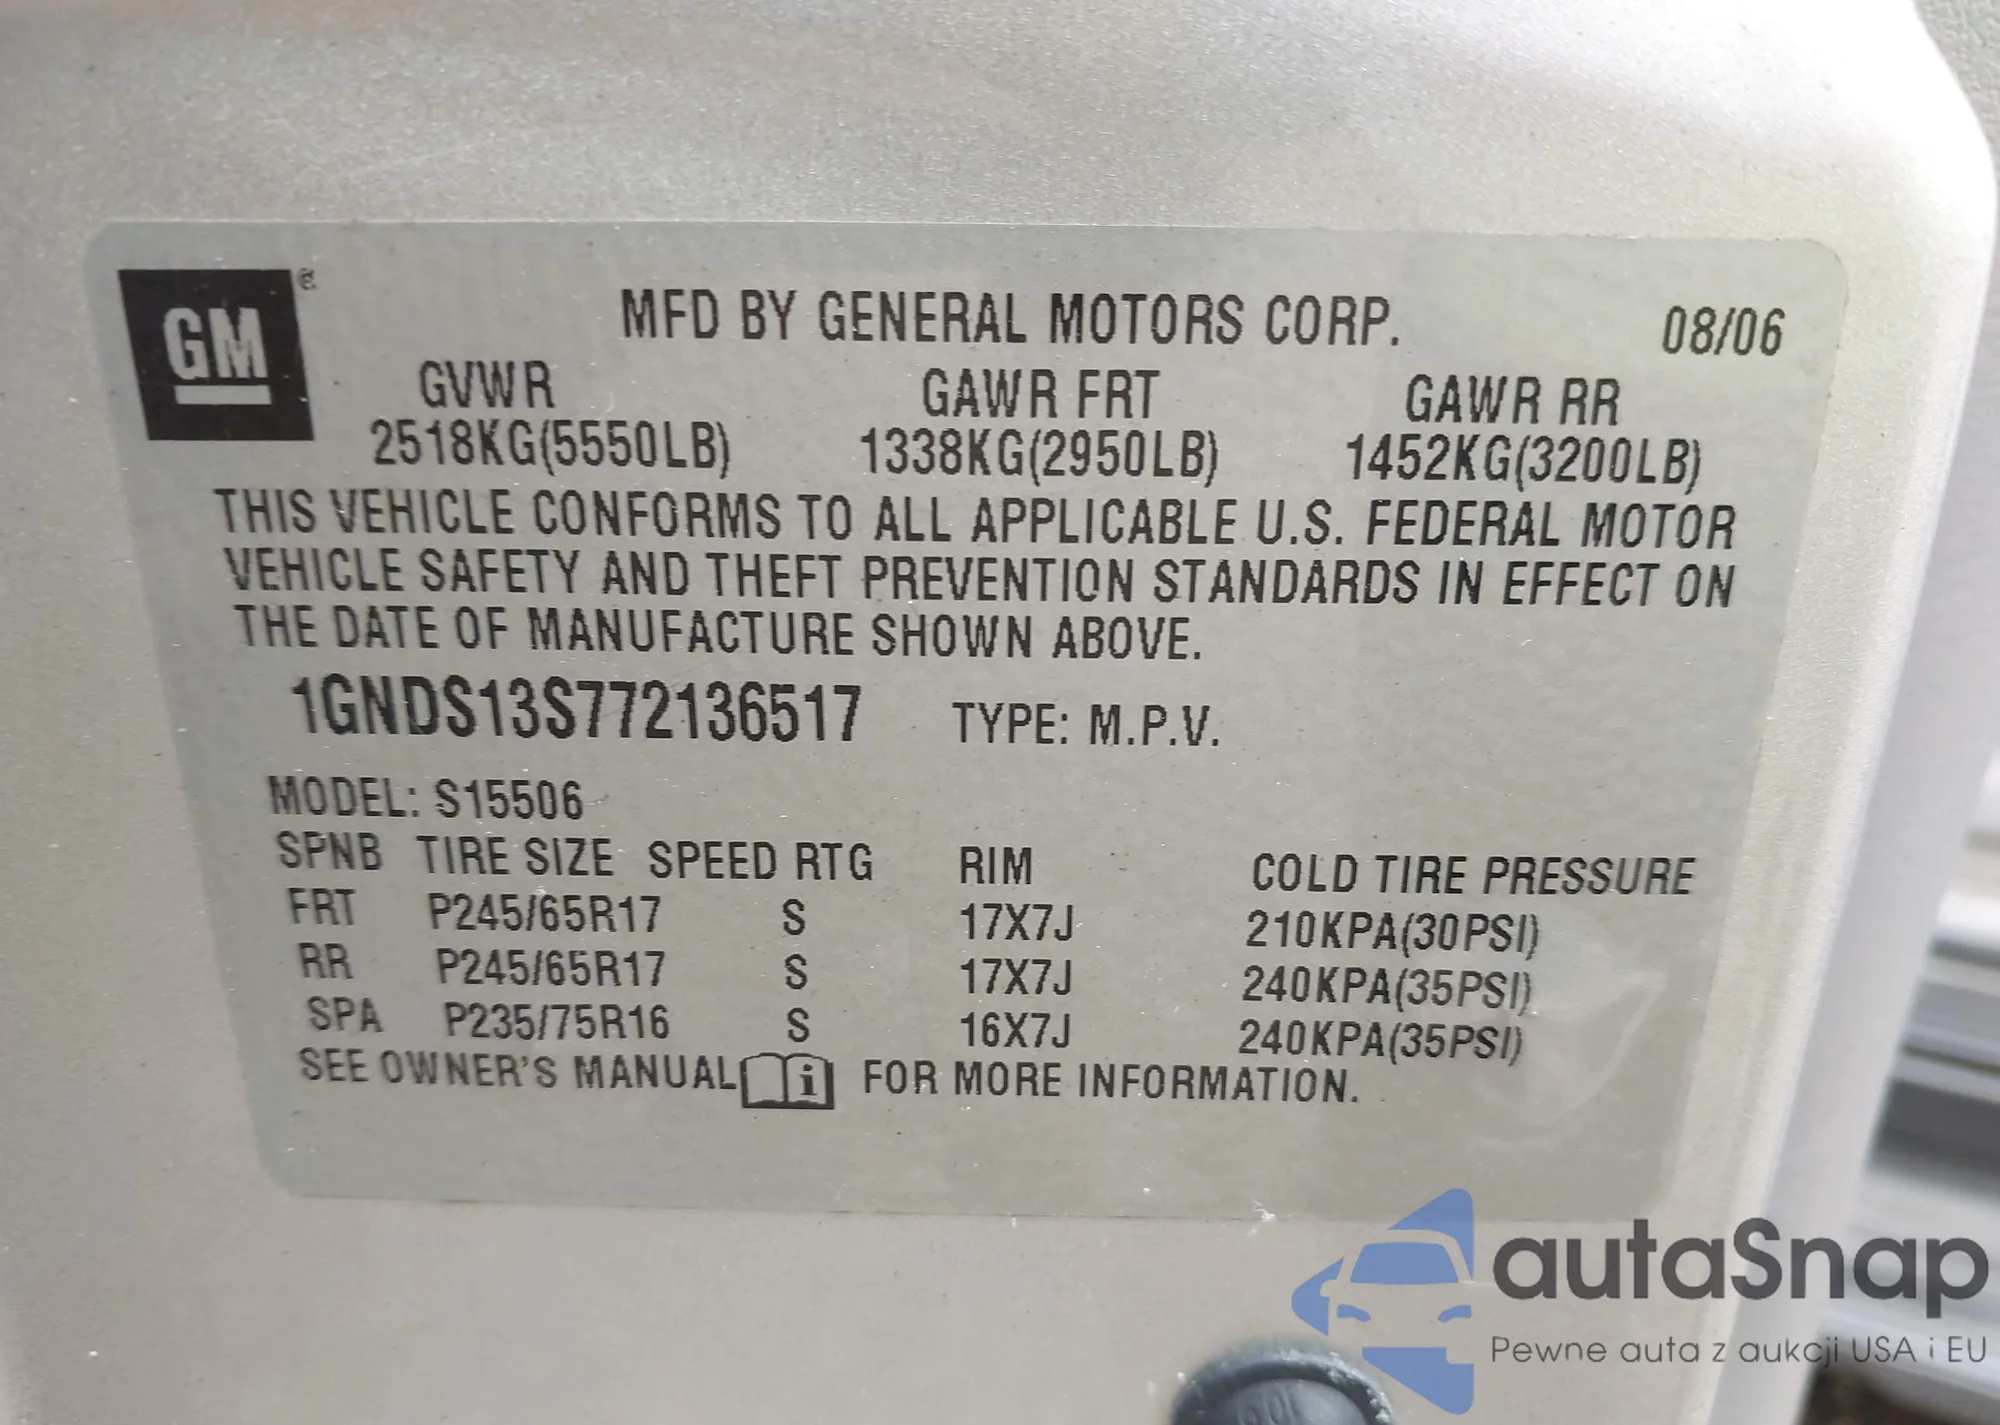 GM ®
MFD BY GENERAL MOTORS CORP. 08/06
GVWR GAWR FRT GAWR RR
2518KG(5550LB) 1338KG(2950LB) 1452KG(3200LB)
THIS VEHICLE CONFORMS TO ALL APPLICABLE U.S. FEDERAL MOTOR
VEHICLE SAFETY AND THEFT PREVENTION STANDARDS IN EFFECT ON
THE DATE OF MANUFACTURE SHOWN ABOVE.
1GNDS13S772136517 TYPE: M.P.V.
MODEL: S15506
SPNB TIRE SIZE SPEED RTG RIM COLD TIRE PRESSURE
FRT P245/65R17 S 17X7J 210KPA(30PSI)
RR P245/65R17 S 17X7J 240KPA(35PSI)
SPA P235/75R16 S 16X7J 240KPA(35PSI)
SEE OWNER'S MANUAL i FOR MORE INFORMATION.
autaSnap
Pewne auta z aukcji USA i EU